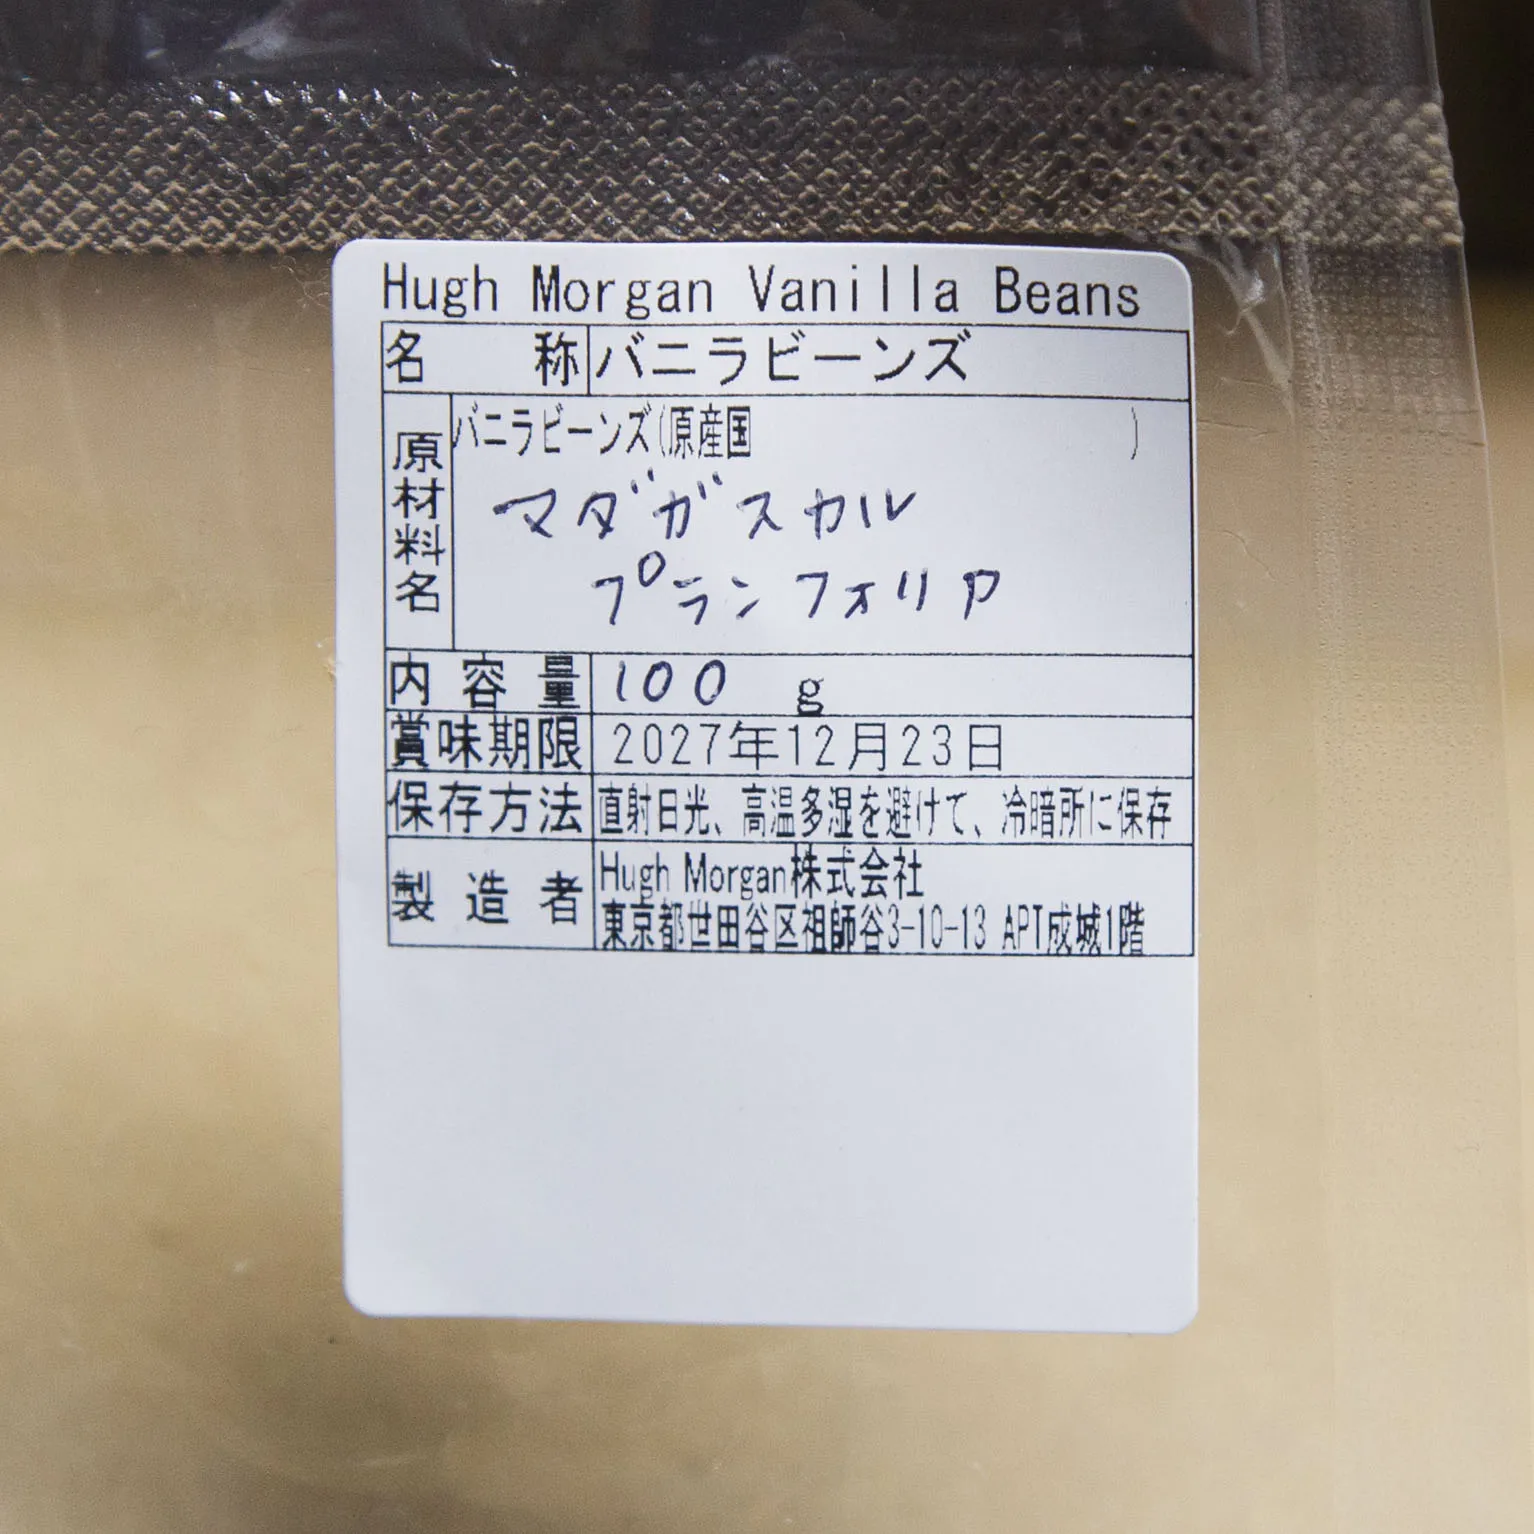 Hugh Morgan Vanilla Beans
名称 バニラビーンズ
原材料名 バニラビーンズ(原産国 )
マダガスカル
プランフォリア
内容量 100 g
賞味期限 2027年12月23日
保存方法 直射日光、高温多湿を避けて、冷暗所に保存
製造者 Hugh Morgan株式会社
東京都世田谷区祖師谷3-10-13 APT成城1階